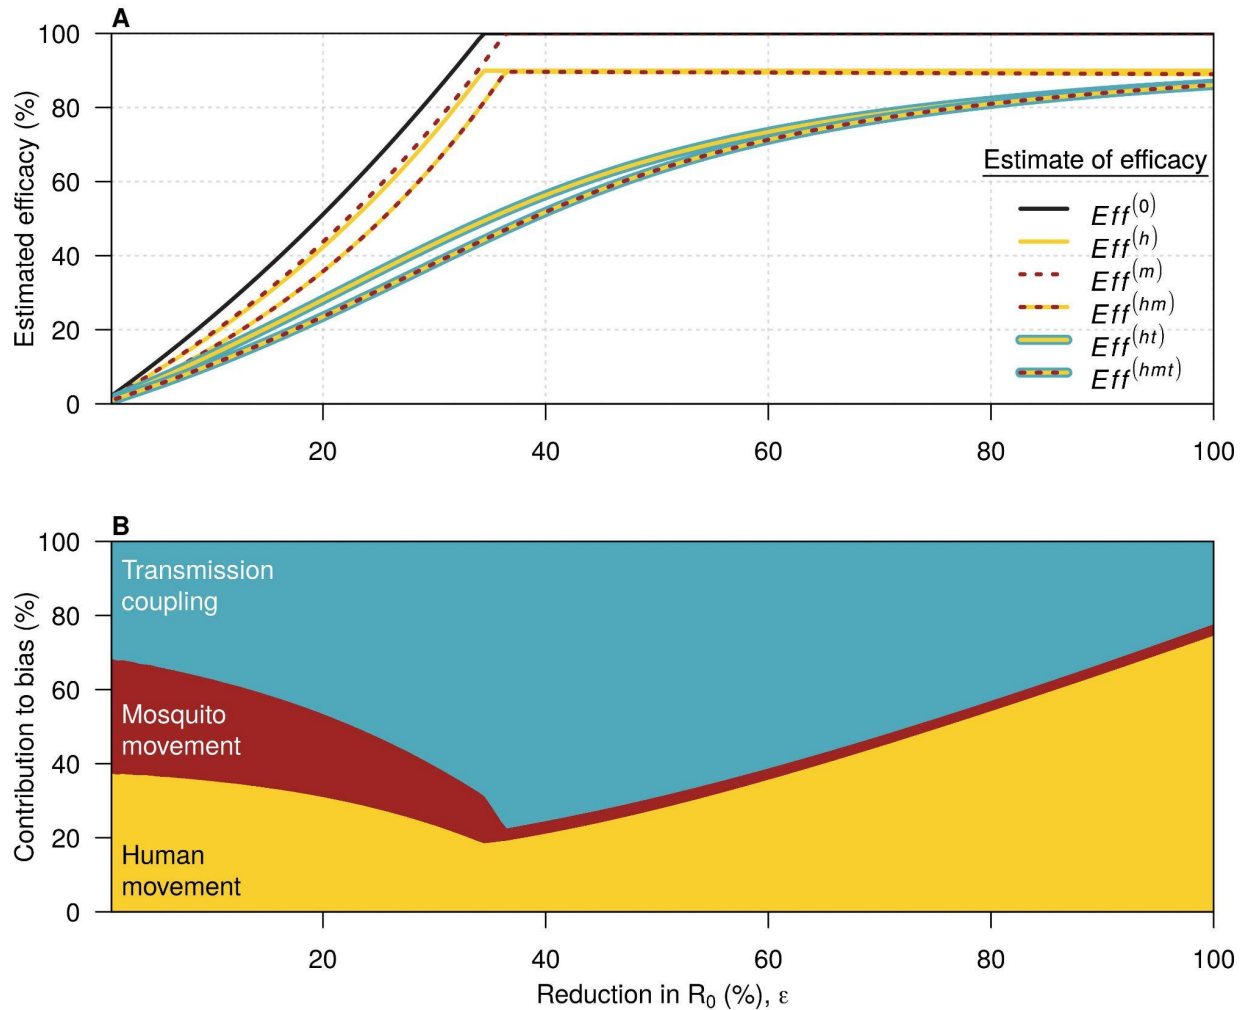 A
100
80
60
40
20
0
Estimated efficacy (%)
20
40
60
80
100
Estimate of efficacy
Eff^(0)
Eff^(h)
Eff^(m)
Eff^(hm)
Eff^(ht)
Eff^(hmt)
B
100
80
60
40
20
0
Contribution to bias (%)
Transmission
coupling
Mosquito
movement
Human
movement
20
40
60
80
100
Reduction in R₀ (%), ε